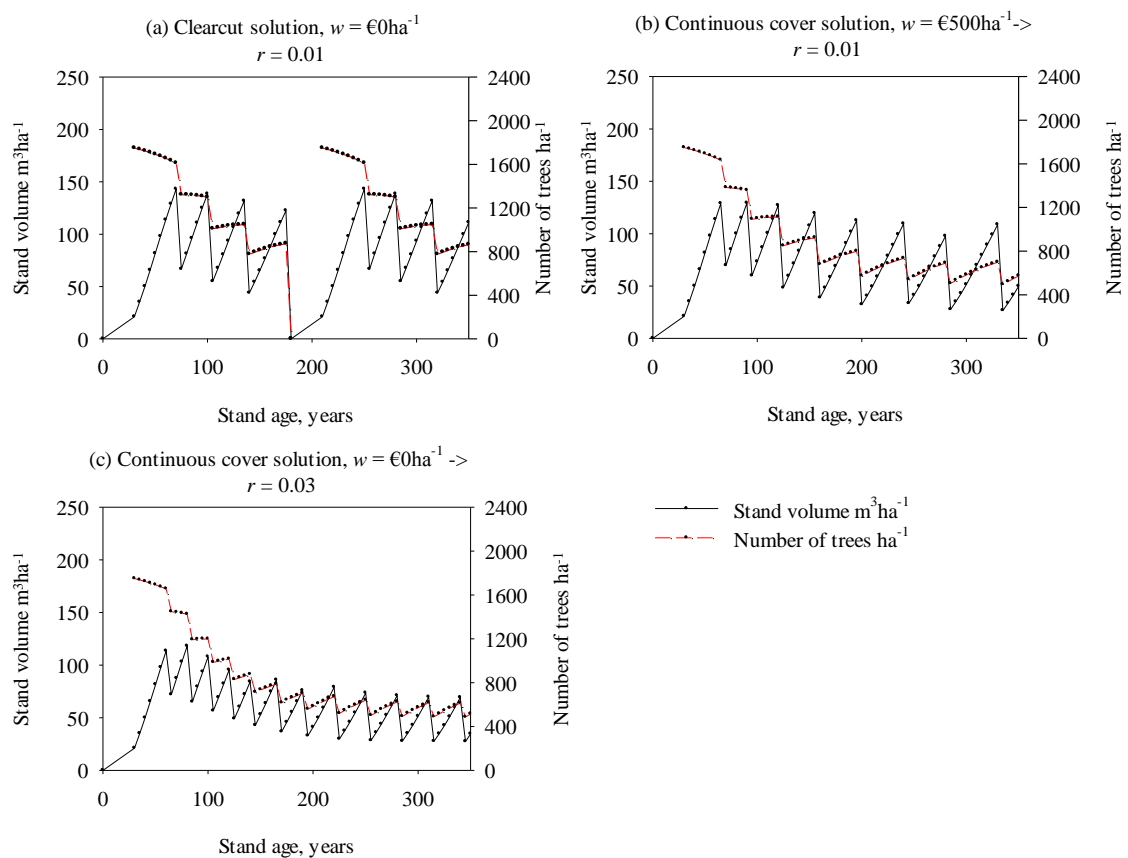 (a) Clearcut solution, w = €0ha⁻¹
r = 0.01
250
200
150
100
50
0
Stand volume m³ha⁻¹
2400
2000
1600
1200
800
400
0
Number of trees ha⁻¹
0 100 200 300
Stand age, years
(b) Continuous cover solution, w = €500ha⁻¹->
r = 0.01
250
200
150
100
50
0
Stand volume m³ha⁻¹
2400
2000
1600
1200
800
400
0
Number of trees ha⁻¹
0 100 200 300
Stand age, years
(c) Continuous cover solution, w = €0ha⁻¹ ->
r = 0.03
250
200
150
100
50
0
Stand volume m³ha⁻¹
2400
2000
1600
1200
800
400
0
Number of trees ha⁻¹
0 100 200 300
Stand age, years
Stand volume m³ha⁻¹
Number of trees ha⁻¹